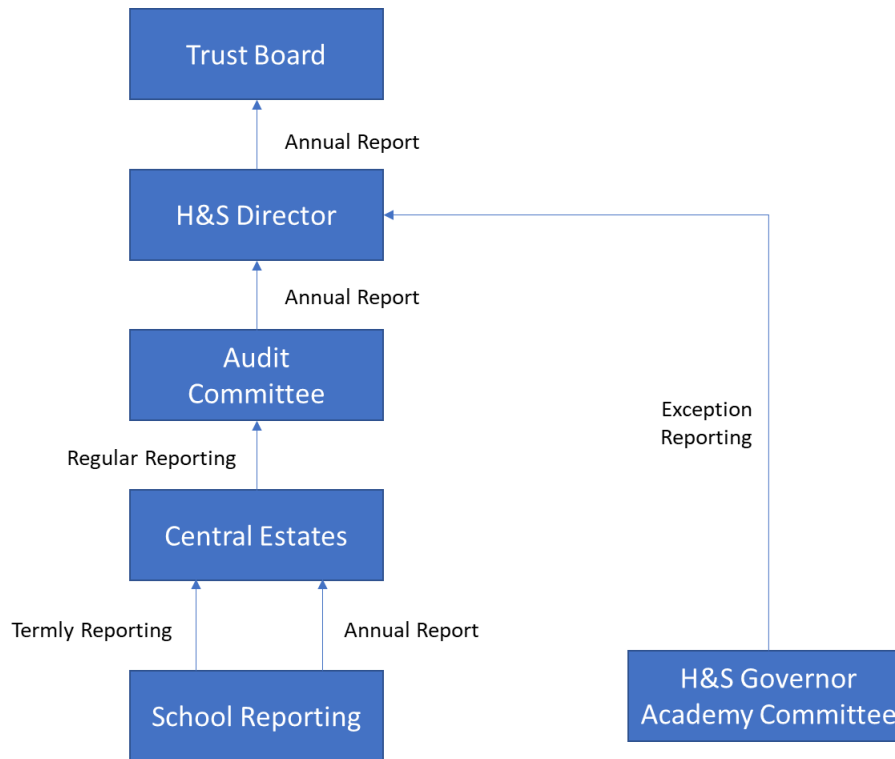 Trust Board
Annual Report
H&S Director
Annual Report
Audit
Committee
Exception
Reporting
Regular Reporting
Central Estates
Termly Reporting
Annual Report
School Reporting
H&S Governor
Academy Committee